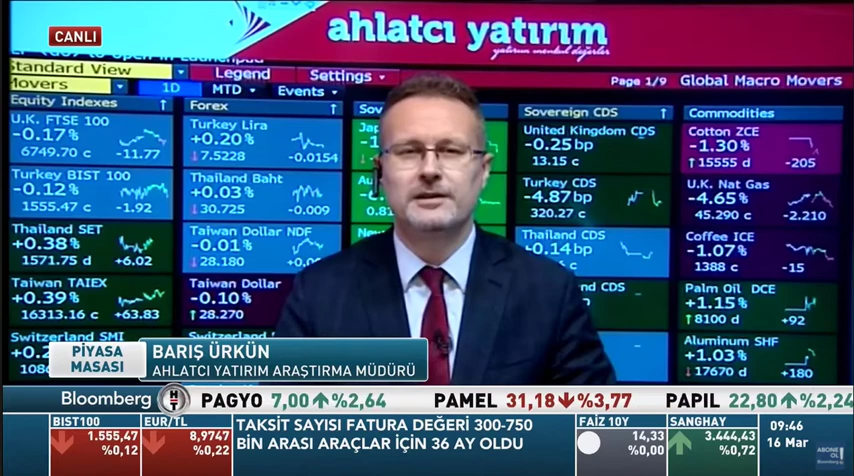 CANLI
ahlatcı yatırım
yatırım menkul değerler
Standard View
Legend
Settings
Page 1/9
Global Macro Movers
Movers
1D
MTD
Events
Equity Indexes
Forex
Sovereign CDS
Commodities
U.K. FTSE 100
-0.17%
6749.70 c
-11.77
Turkey BIST 100
-0.12%
1555.47 c
-1.92
Thailand SET
+0.38%
1571.75 d
+6.02
Taiwan TAIEX
+0.39%
16313.16 c
+63.83
Switzerland SMI
Turkey Lira
+0.20%
7.5228
-0.0154
Thailand Baht
+0.03%
30.725
-0.009
Taiwan Dollar NDF
-0.01%
28.180
Taiwan Dollar
-0.10%
28.270
United Kingdom CDS
-0.25 bp
13.15 c
Turkey CDS
-4.87 bp
320.27 c
Thailand CDS
+0.14 bp
Cotton ZCE
-1.30%
15555 d
-205
U.K. Nat Gas
-4.65%
45.290 c
-2.210
Coffee ICE
-1.07%
1388 c
-15
Palm Oil DCE
+1.15%
8100 d
+92
Aluminum SHF
+1.03%
17670 c
+180
PİYASA MASASI
BARIŞ ÜRKÜN
AHLATCI YATIRIM ARAŞTIRMA MÜDÜRÜ
Bloomberg HT PAGYO 7,00 %2,64 PAMEL 31,18 %3,77 PAPIL 22,80 %2,24
BIST100
1.555,47
%0,12
EUR/TL
8,9747
%0,22
TAKSİT SAYISI FATURA DEĞERİ 300-750
BİN ARASI ARAÇLAR İÇİN 36 AY OLDU
FAİZ 10Y
14,33
0,00
SANGHAY
3.444,43
%0,72
09:46
16 Mar
ABONE
OL
Bloomberg